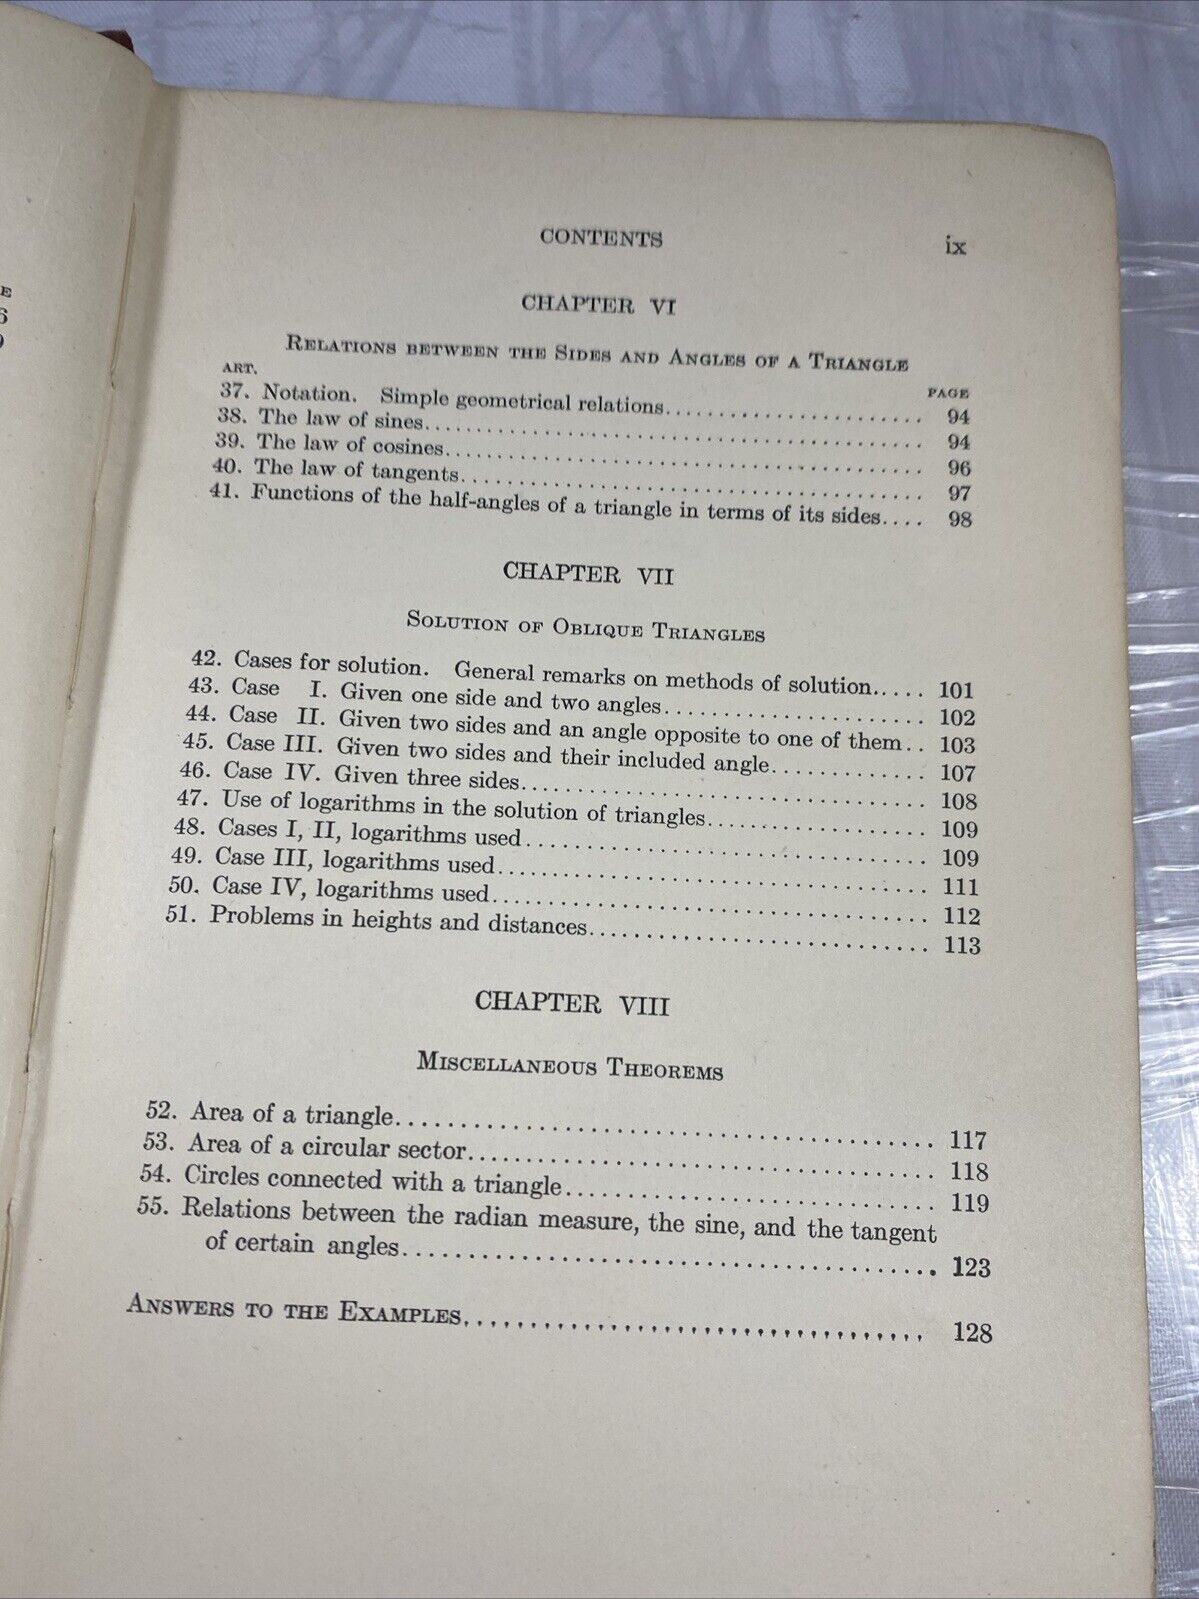 E
6
9
CONTENTS ix
CHAPTER VI
RELATIONS BETWEEN THE SIDES AND ANGLES OF A TRIANGLE
ART. PAGE
37. Notation. Simple geometrical relations........................ 94
38. The law of sines............................................. 94
39. The law of cosines........................................... 96
40. The law of tangents.......................................... 97
41. Functions of the half-angles of a triangle in terms of its sides.... 98
CHAPTER VII
SOLUTION OF OBLIQUE TRIANGLES
42. Cases for solution. General remarks on methods of solution..... 101
43. Case I. Given one side and two angles........................ 102
44. Case II. Given two sides and an angle opposite to one of them.. 103
45. Case III. Given two sides and their included angle............. 107
46. Case IV. Given three sides.................................... 108
47. Use of logarithms in the solution of triangles.................... 109
48. Cases I, II, logarithms used................................... 109
49. Case III, logarithms used..................................... 111
50. Case IV, logarithms used..................................... 112
51. Problems in heights and distances............................. 113
CHAPTER VIII
MISCELLANEOUS THEOREMS
52. Area of a triangle............................................ 117
53. Area of a circular sector...................................... 118
54. Circles connected with a triangle.............................. 119
55. Relations between the radian measure, the sine, and the tangent
of certain angles......................................... 123
ANSWERS TO THE EXAMPLES................................... 128